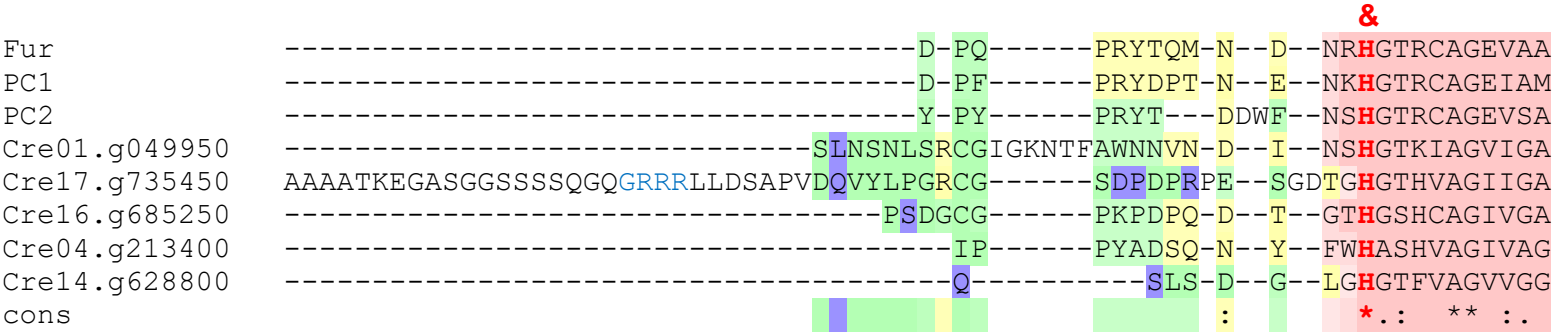 &
Fur ------------------------------------D-PQ------PRYTQM-N--D--NRHGTRCAGEVAA
PC1 ------------------------------------D-PF------PRYDPT-N--E--NKHGTRCAGEIAM
PC2 ------------------------------------Y-PY------PRYT---DDWF--NSHGTRCAGEVSA
Cre01.g049950 ------------------------------SLNSNLSRCGIGKNTFAWNNVN-D--I--NSHGTKIAGVIGA
Cre17.g735450 AAAATKEGASGGSSSSQGQGRRRLLDSAPVDQVYLPGRCG------SDPDPRPE--SGDTGHGTHVAGIIGA
Cre16.g685250 ----------------------------------PSDGCG------PKPDPQ-D--T--GTHGSHCAGIVGA
Cre04.g213400 --------------------------------------IP------PYADSQ-N--Y--FWHASHVAGIVAG
Cre14.g628800 --------------------------------------Q----------SLS-D--G--LGHGTFVAGVVGG
cons : *.: ** :.